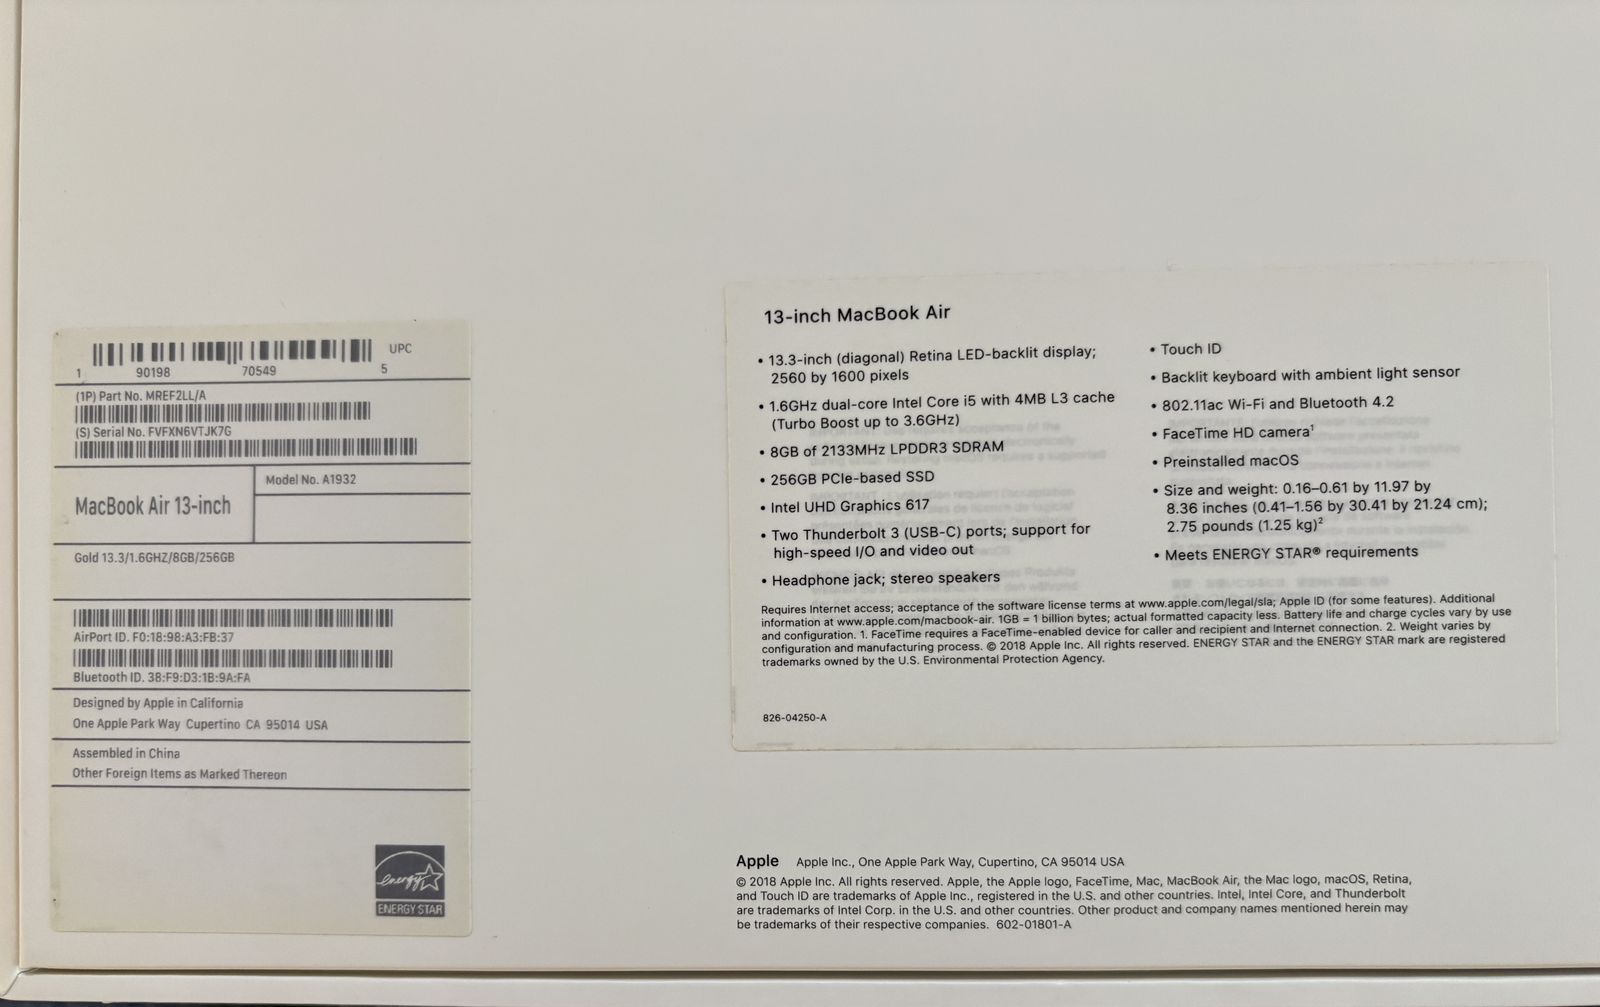 UPC
1 90198 70549 5
(1P) Part No. MREF2LL/A
(S) Serial No. FVFXN6VTJK7G
Model No. A1932
MacBook Air 13-inch
Gold 13.3/1.6GHZ/8GB/256GB
AirPort ID. F0:18:98:A3:FB:37
Bluetooth ID. 38:F9:D3:1B:9A:FA
Designed by Apple in California
One Apple Park Way Cupertino CA 95014 USA
Assembled in China
Other Foreign Items as Marked Thereon
energy
ENERGY STAR
13-inch MacBook Air
• 13.3-inch (diagonal) Retina LED-backlit display;
2560 by 1600 pixels
• 1.6GHz dual-core Intel Core i5 with 4MB L3 cache
(Turbo Boost up to 3.6GHz)
• 8GB of 2133MHz LPDDR3 SDRAM
• 256GB PCIe-based SSD
• Intel UHD Graphics 617
• Two Thunderbolt 3 (USB-C) ports; support for
high-speed I/O and video out
• Headphone jack; stereo speakers
• Touch ID
• Backlit keyboard with ambient light sensor
• 802.11ac Wi-Fi and Bluetooth 4.2
• FaceTime HD camera¹
• Preinstalled macOS
• Size and weight: 0.16–0.61 by 11.97 by
8.36 inches (0.41–1.56 by 30.41 by 21.24 cm);
2.75 pounds (1.25 kg)²
• Meets ENERGY STAR® requirements
Requires Internet access; acceptance of the software license terms at www.apple.com/legal/sla; Apple ID (for some features). Additional
information at www.apple.com/macbook-air. 1GB = 1 billion bytes; actual formatted capacity less. Battery life and charge cycles vary by use
and configuration. 1. FaceTime requires a FaceTime-enabled device for caller and recipient and Internet connection. 2. Weight varies by
configuration and manufacturing process. © 2018 Apple Inc. All rights reserved. ENERGY STAR and the ENERGY STAR mark are registered
trademarks owned by the U.S. Environmental Protection Agency.
826-04250-A
Apple Apple Inc., One Apple Park Way, Cupertino, CA 95014 USA
© 2018 Apple Inc. All rights reserved. Apple, the Apple logo, FaceTime, Mac, MacBook Air, the Mac logo, macOS, Retina,
and Touch ID are trademarks of Apple Inc., registered in the U.S. and other countries. Intel, Intel Core, and Thunderbolt
are trademarks of Intel Corp. in the U.S. and other countries. Other product and company names mentioned herein may
be trademarks of their respective companies. 602-01801-A